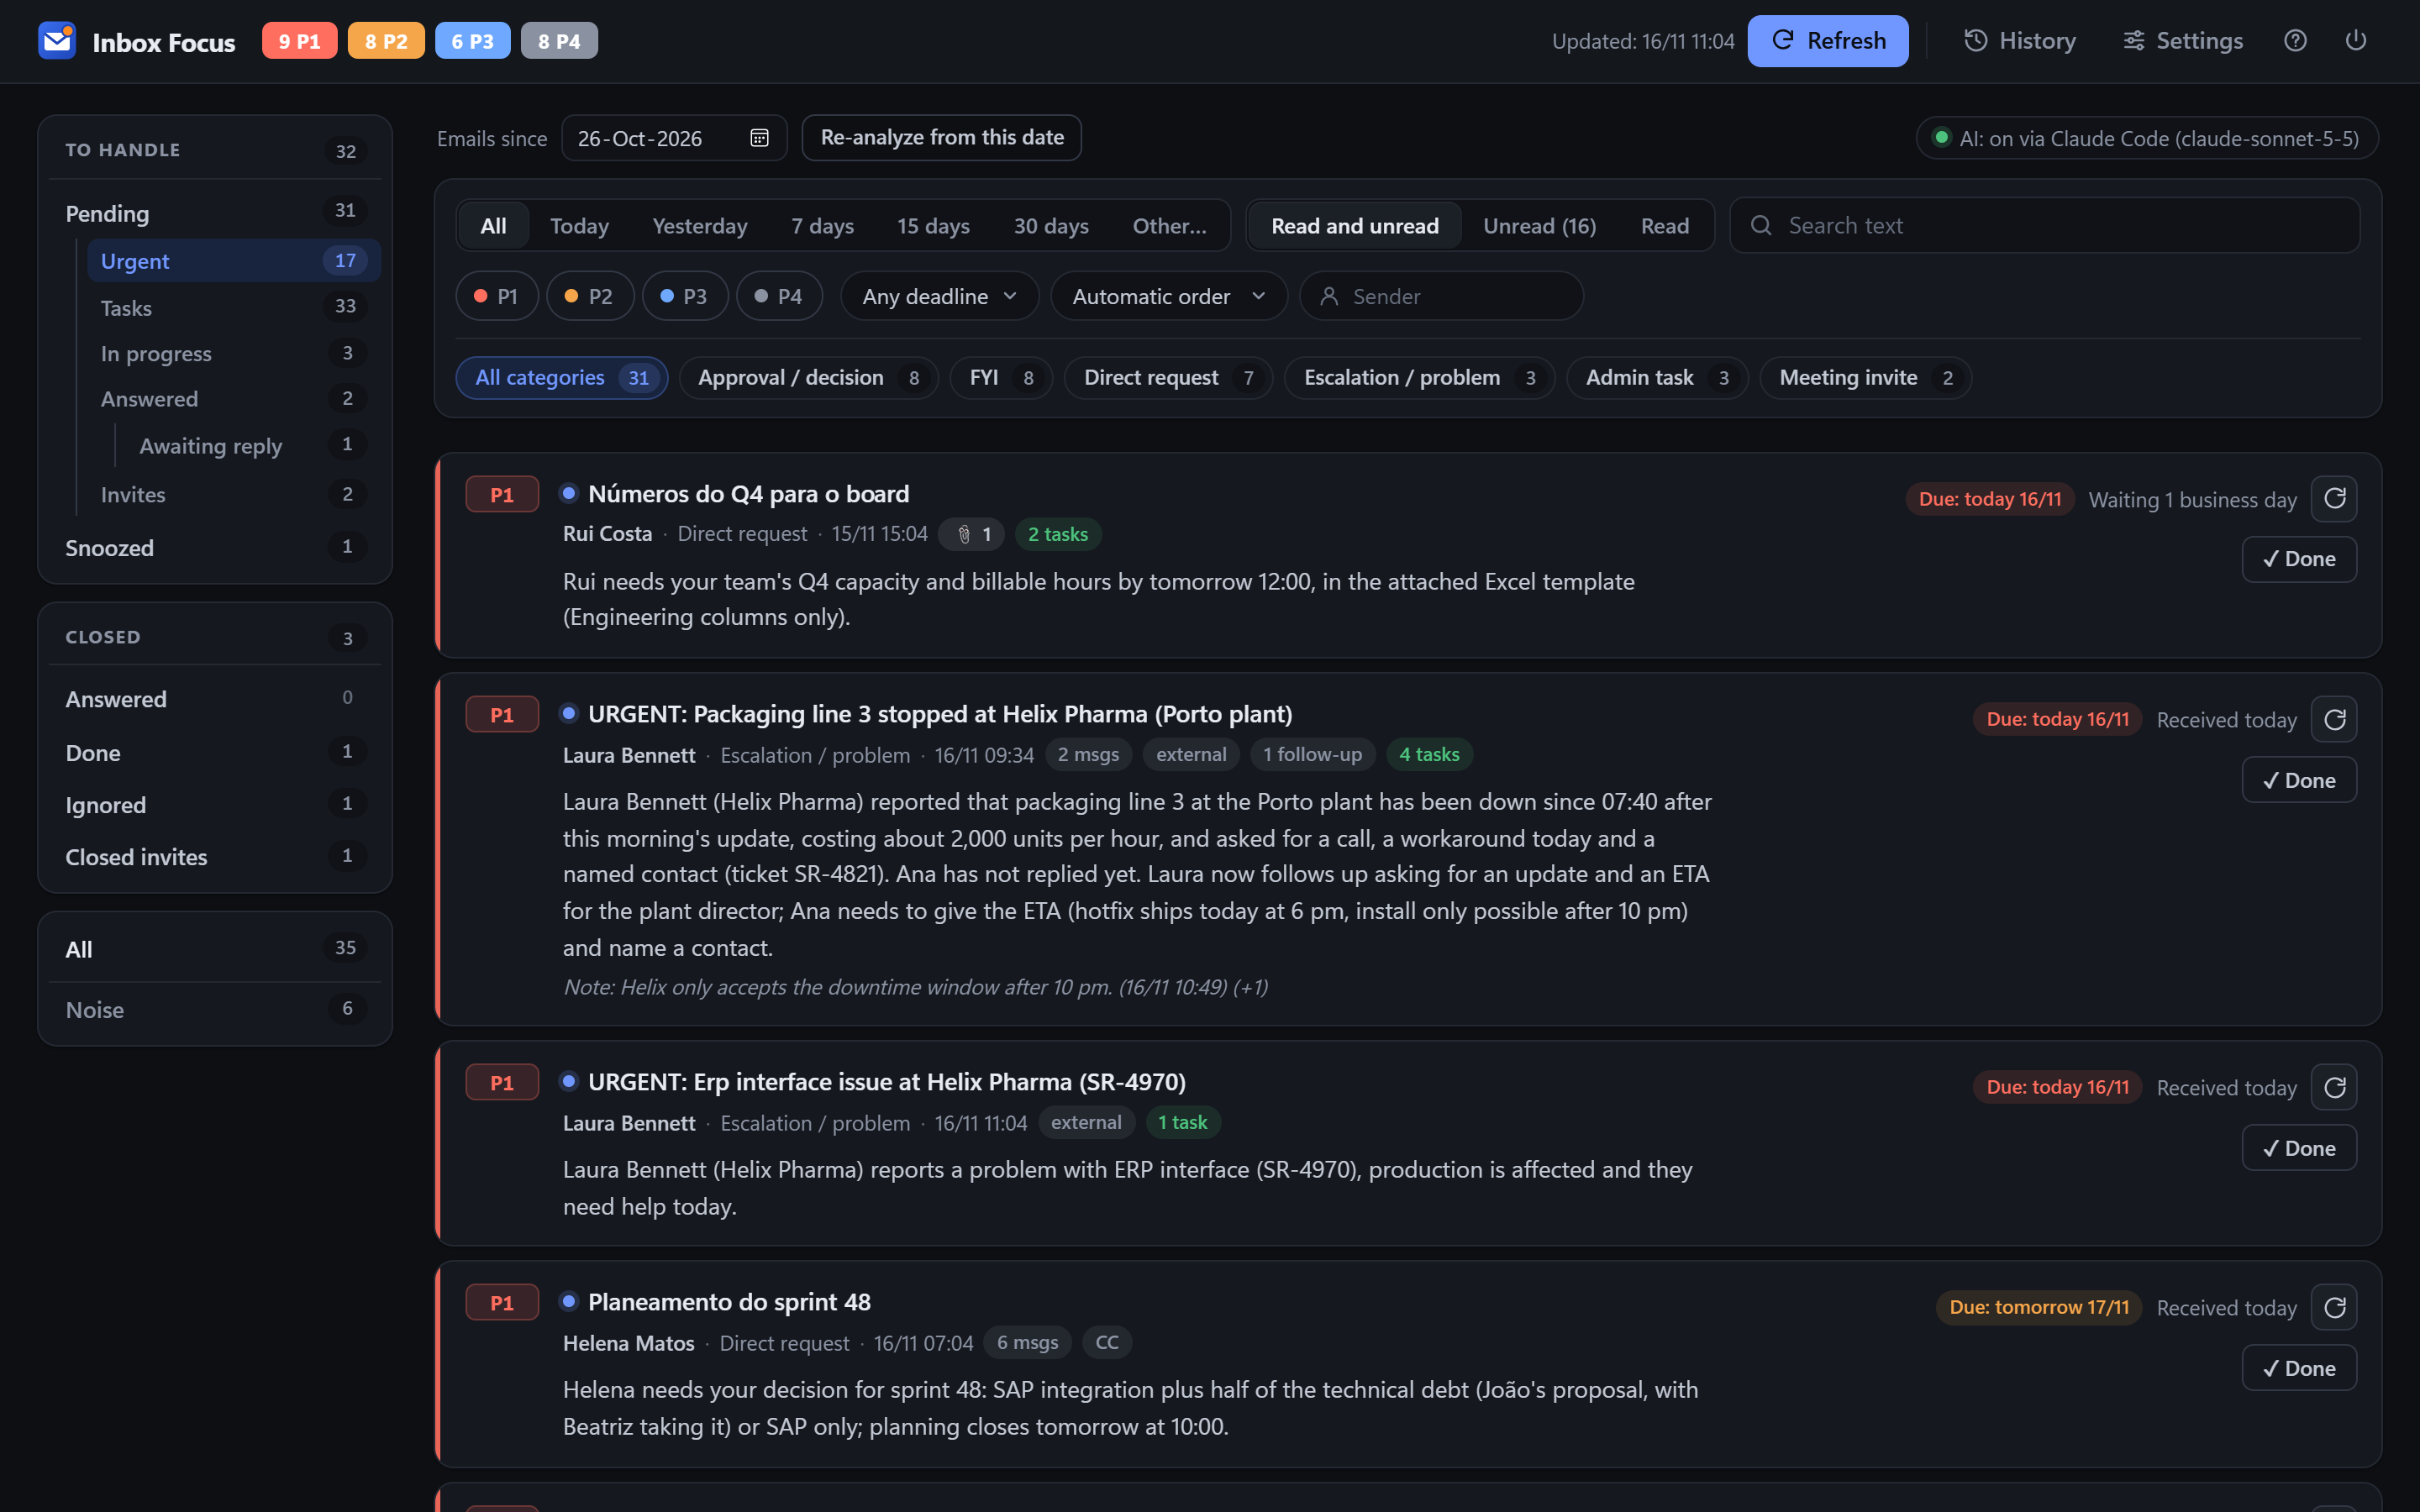 Inbox Focus
9 P1
8 P2
6 P3
8 P4
Updated: 16/11 11:04
Refresh
History
Settings
TO HANDLE 32
Pending 31
Urgent 17
Tasks 33
In progress 3
Answered 2
Awaiting reply 1
Invites 2
Snoozed 1
CLOSED 3
Answered 0
Done 1
Ignored 1
Closed invites 1
All 35
Noise 6
Emails since 26-Oct-2026 Re-analyze from this date
AI: on via Claude Code (claude-sonnet-5-5)
All Today Yesterday 7 days 15 days 30 days Other...
Read and unread Unread (16) Read
Search text
P1 P2 P3 P4 Any deadline Automatic order Sender
All categories 31 Approval / decision 8 FYI 8 Direct request 7 Escalation / problem 3 Admin task 3 Meeting invite 2
P1 Números do Q4 para o board
Due: today 16/11 Waiting 1 business day
Rui Costa · Direct request · 15/11 15:04 1 2 tasks
✓ Done
Rui needs your team's Q4 capacity and billable hours by tomorrow 12:00, in the attached Excel template
(Engineering columns only).
P1 URGENT: Packaging line 3 stopped at Helix Pharma (Porto plant)
Due: today 16/11 Received today
Laura Bennett · Escalation / problem · 16/11 09:34 2 msgs external 1 follow-up 4 tasks
✓ Done
Laura Bennett (Helix Pharma) reported that packaging line 3 at the Porto plant has been down since 07:40 after
this morning's update, costing about 2,000 units per hour, and asked for a call, a workaround today and a
named contact (ticket SR-4821). Ana has not replied yet. Laura now follows up asking for an update and an ETA
for the plant director; Ana needs to give the ETA (hotfix ships today at 6 pm, install only possible after 10 pm)
and name a contact.
Note: Helix only accepts the downtime window after 10 pm. (16/11 10:49) (+1)
P1 URGENT: Erp interface issue at Helix Pharma (SR-4970)
Due: today 16/11 Received today
Laura Bennett · Escalation / problem · 16/11 11:04 external 1 task
✓ Done
Laura Bennett (Helix Pharma) reports a problem with ERP interface (SR-4970), production is affected and they
need help today.
P1 Planeamento do sprint 48
Due: tomorrow 17/11 Received today
Helena Matos · Direct request · 16/11 07:04 6 msgs CC
✓ Done
Helena needs your decision for sprint 48: SAP integration plus half of the technical debt (João's proposal, with
Beatriz taking it) or SAP only; planning closes tomorrow at 10:00.